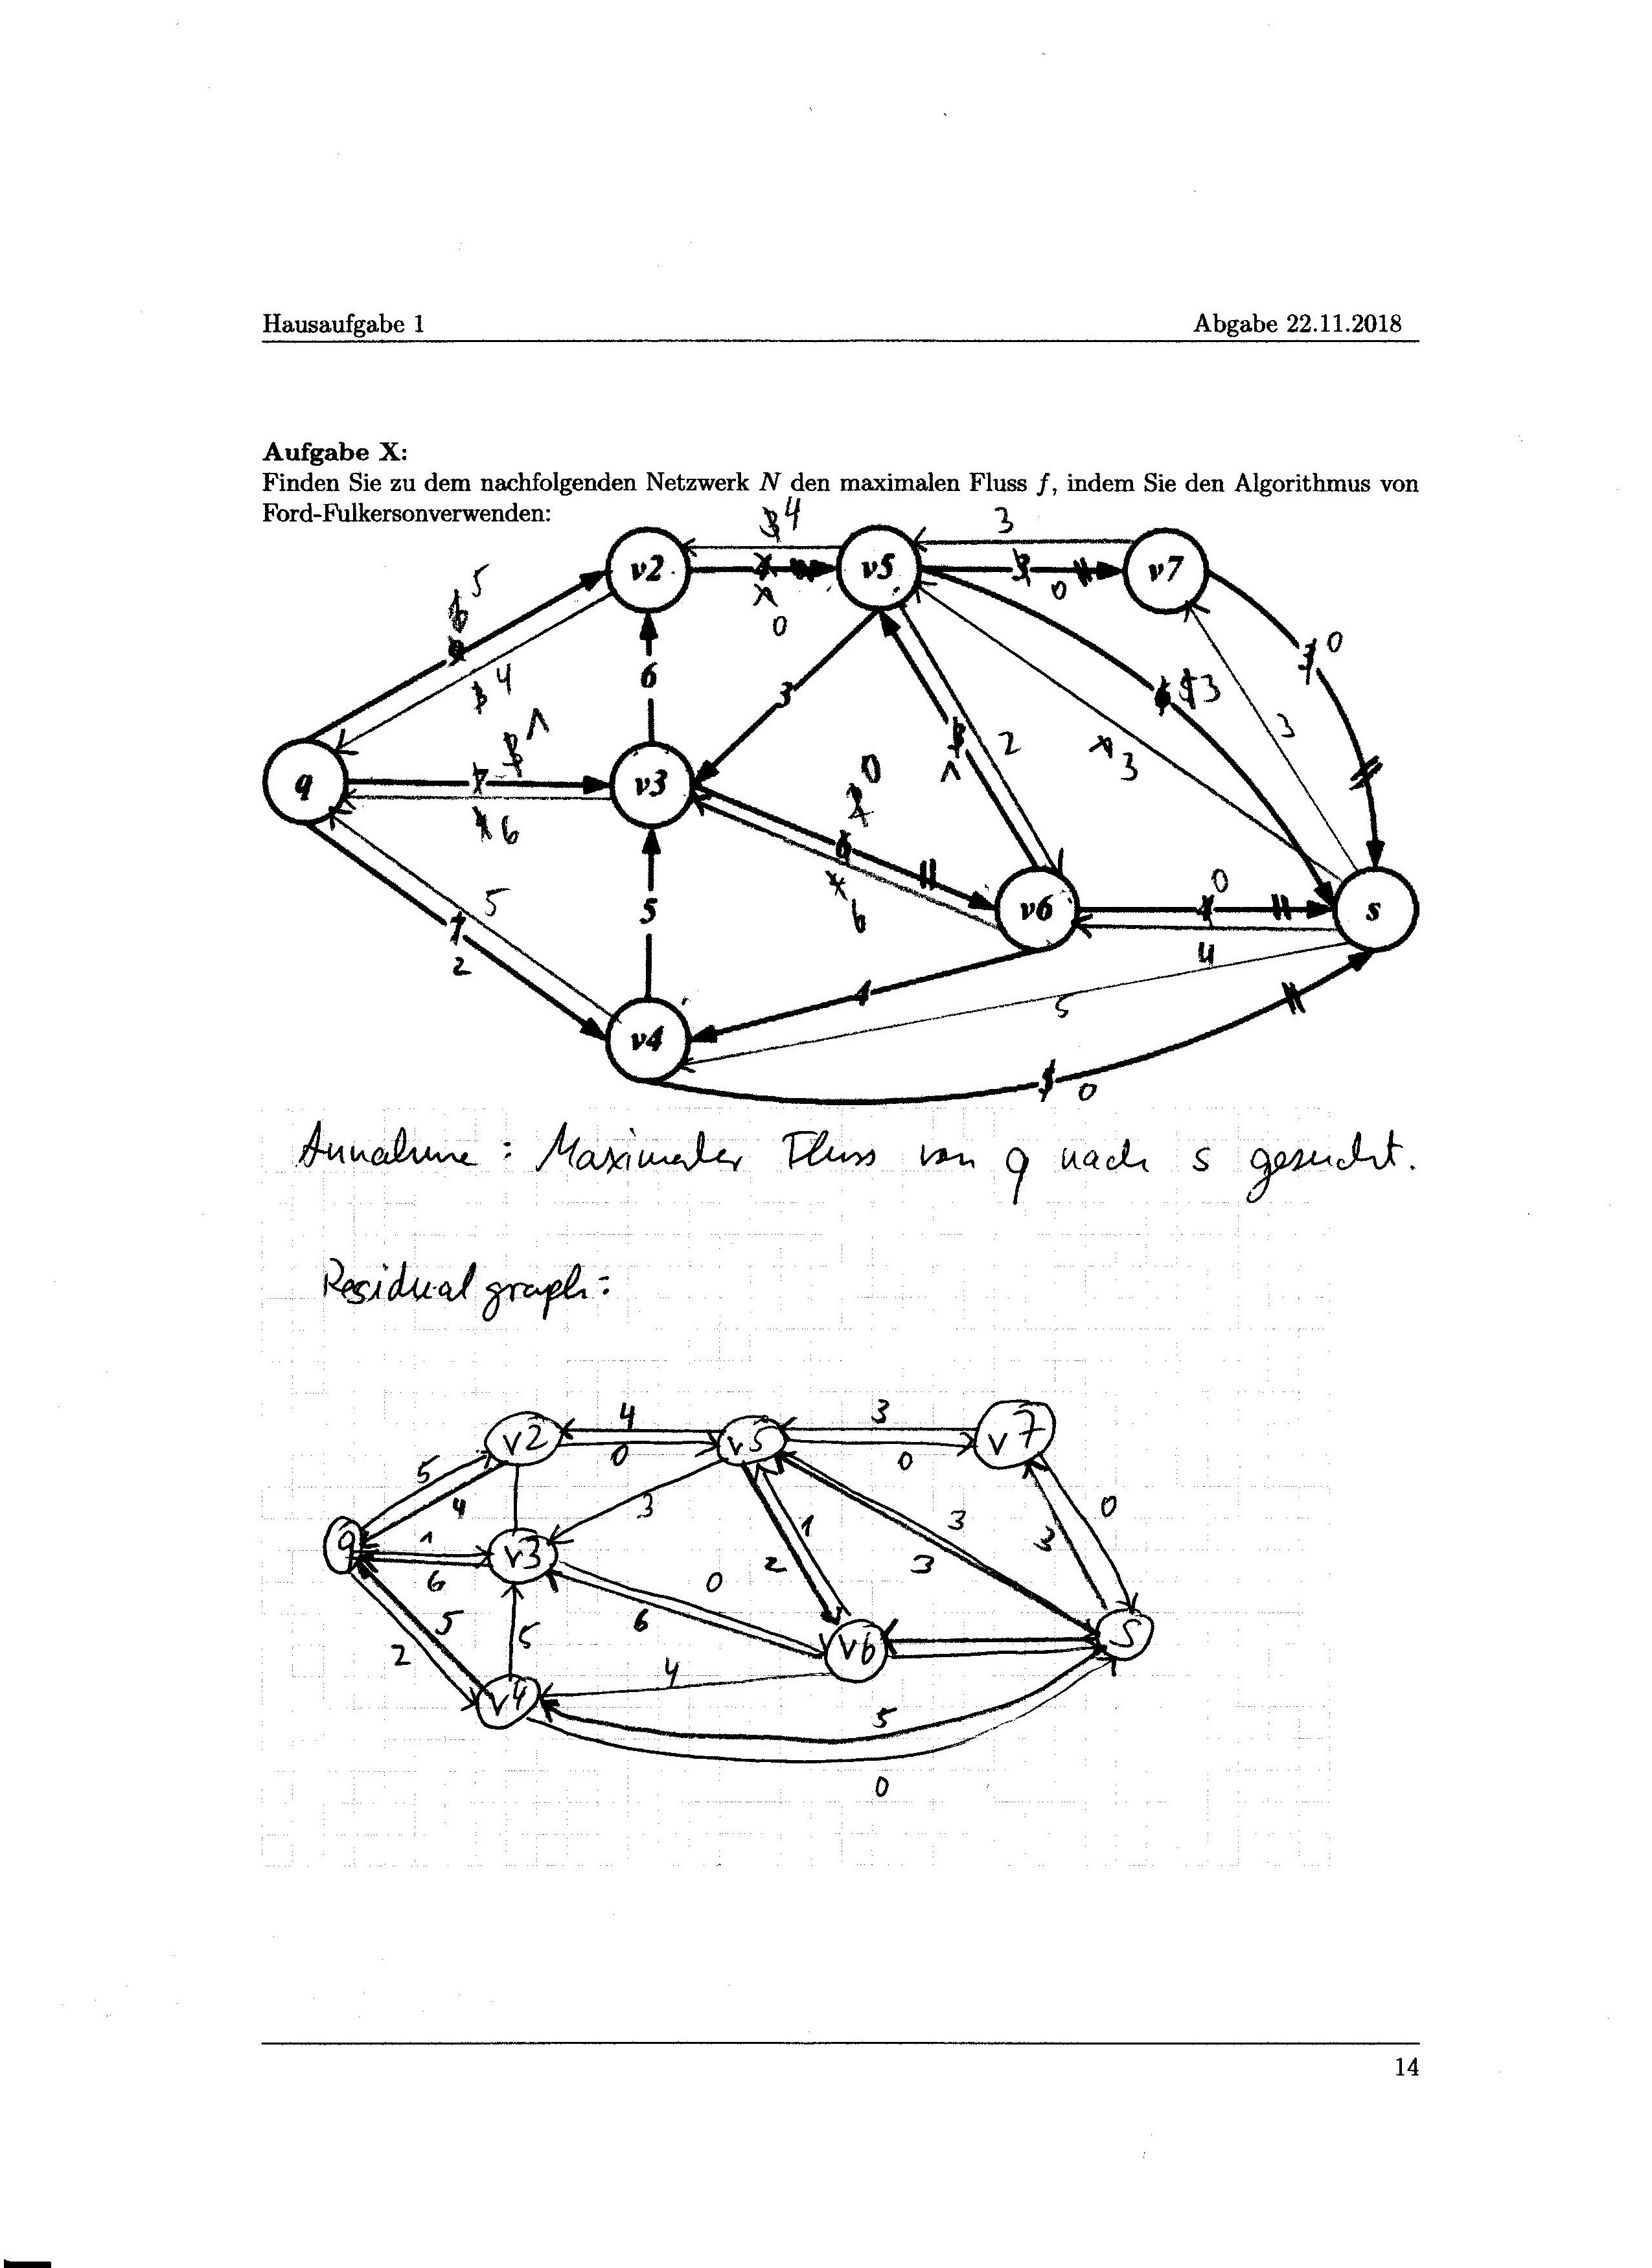 Hausaufgabe 1 Abgabe 22.11.2018
Aufgabe X:
Finden Sie zu dem nachfolgenden Netzwerk N den maximalen Fluss f, indem Sie den Algorithmus von
Ford-Fulkersonverwenden:
4 3
v2 v5 v7
5 0 0
0
4 6 3 3
1 2 3
q v3 0 3
6 1
6
5 5 0
v6 s
2 4
4 5
v4
0
Annahme: Maximaler Fluss von q nach s gesucht.
Residualgraph:
4 3
v2 v5 v7
0 0
5 4 3 3 0
1 1
q v3 2 3 3
6 0
6
5 5 s
2 v6
4
v4
5
0
14